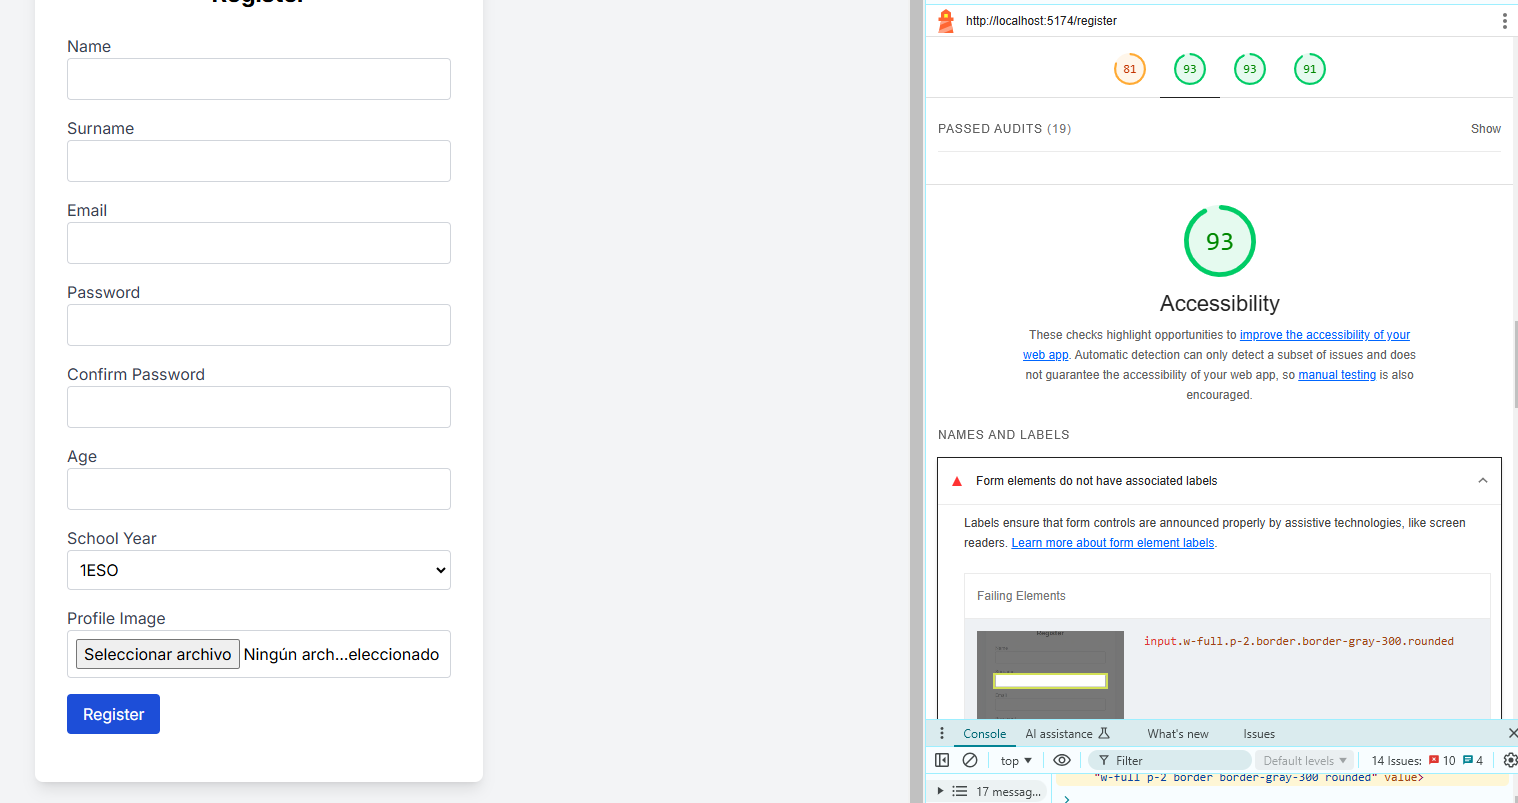 Register
Name
Surname
Email
Password
Confirm Password
Age
School Year
1ESO
Profile Image
Seleccionar archivo Ningún arch...eleccionado
Register
http://localhost:5174/register
81 93 93 91
PASSED AUDITS (19) Show
93
Accessibility
These checks highlight opportunities to improve the accessibility of your
web app. Automatic detection can only detect a subset of issues and does
not guarantee the accessibility of your web app, so manual testing is also
encouraged.
NAMES AND LABELS
Form elements do not have associated labels
Labels ensure that form controls are announced properly by assistive technologies, like screen
readers. Learn more about form element labels.
Failing Elements
Register
input.w-full.p-2.border.border-gray-300.rounded
Console AI assistance What's new Issues
top Filter Default levels 14 Issues: 10 4
17 messag...
"w-full p-2 border border-gray-300 rounded" value>